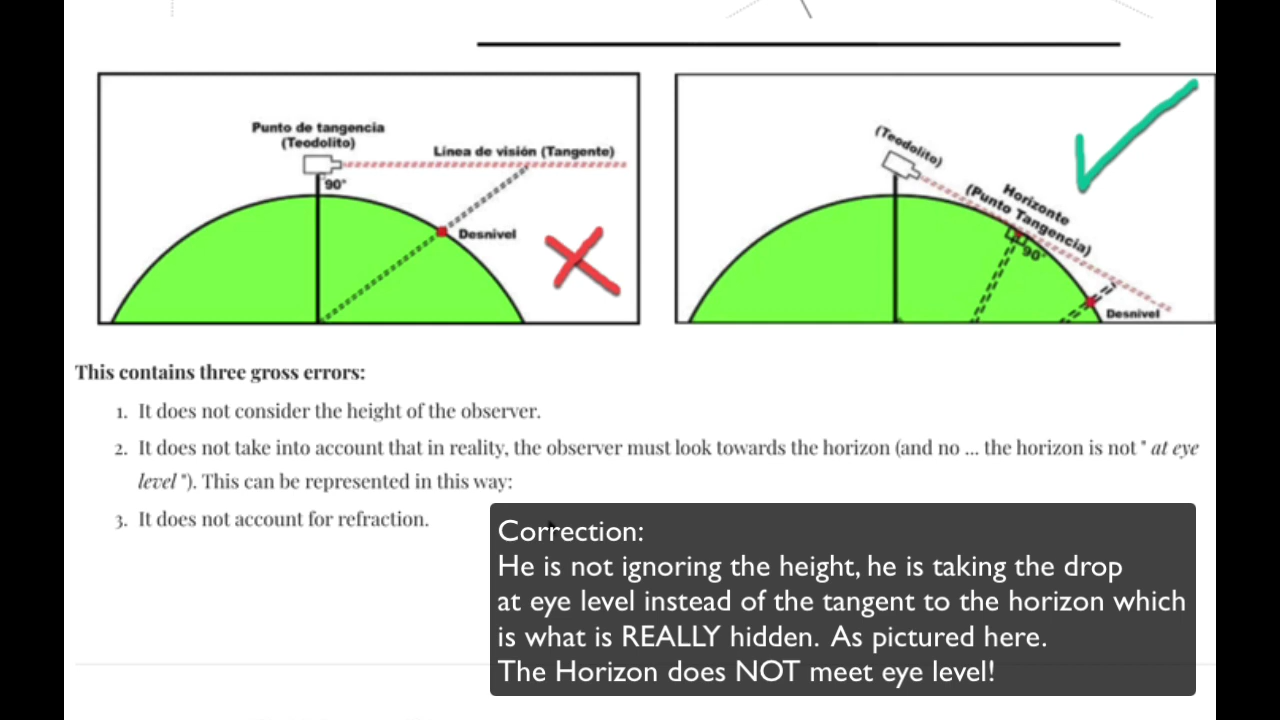 Punto de tangencia
(Teodolito)
Línea de visión (Tangente)
90°
Desnivel
(Teodolito)
Horizonte
(Punto Tangencia)
90°
Desnivel
This contains three gross errors:
1. It does not consider the height of the observer.
2. It does not take into account that in reality, the observer must look towards the horizon (and no ... the horizon is not " at eye
level "). This can be represented in this way:
3. It does not account for refraction.
Correction:
He is not ignoring the height, he is taking the drop
at eye level instead of the tangent to the horizon which
is what is REALLY hidden. As pictured here.
The Horizon does NOT meet eye level!